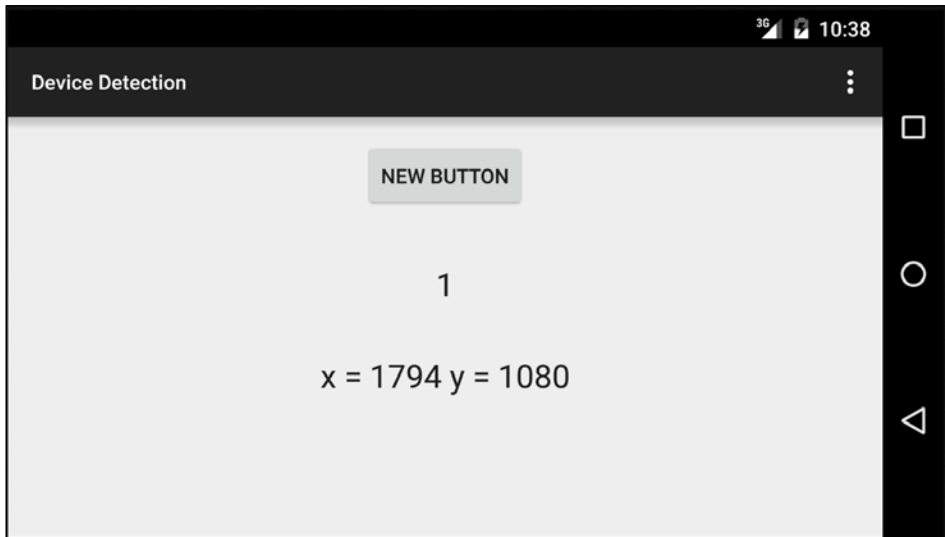 3G 10:38
Device Detection
NEW BUTTON
1
x = 1794 y = 1080